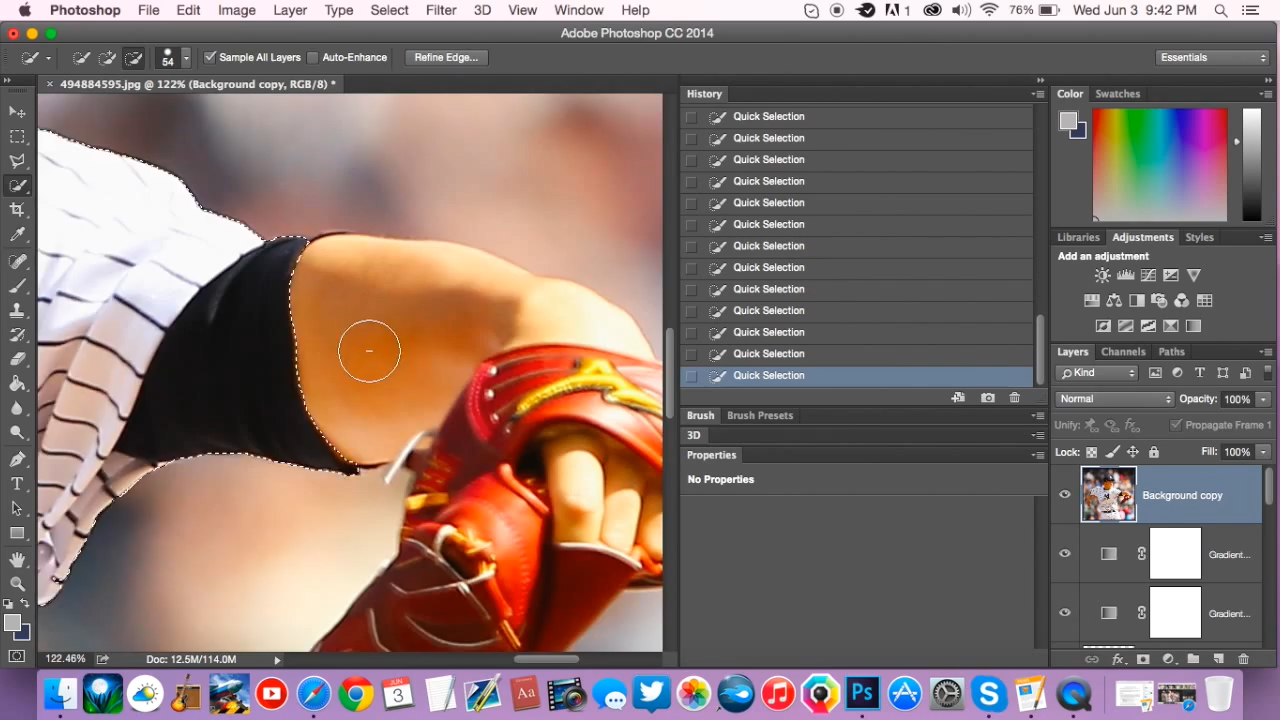 Photoshop File Edit Image Layer Type Select Filter 3D View Window Help 1 76% Wed Jun 3 9:42 PM
Adobe Photoshop CC 2014
54 Sample All Layers Auto-Enhance Refine Edge... Essentials
494884595.jpg @ 122% (Background copy, RGB/8) *
History
Quick Selection
Quick Selection
Quick Selection
Quick Selection
Quick Selection
Quick Selection
Quick Selection
Quick Selection
Quick Selection
Quick Selection
Quick Selection
Quick Selection
Quick Selection
Brush Brush Presets
3D
Properties
No Properties
Color Swatches
Libraries Adjustments Styles
Add an adjustment
Layers Channels Paths
Kind
Normal Opacity: 100%
Unify: Propagate Frame 1
Lock: Fill: 100%
Background copy
Gradient...
Gradient...
122.46% Doc: 12.5M/114.0M
JUN
3
Aa
Ps